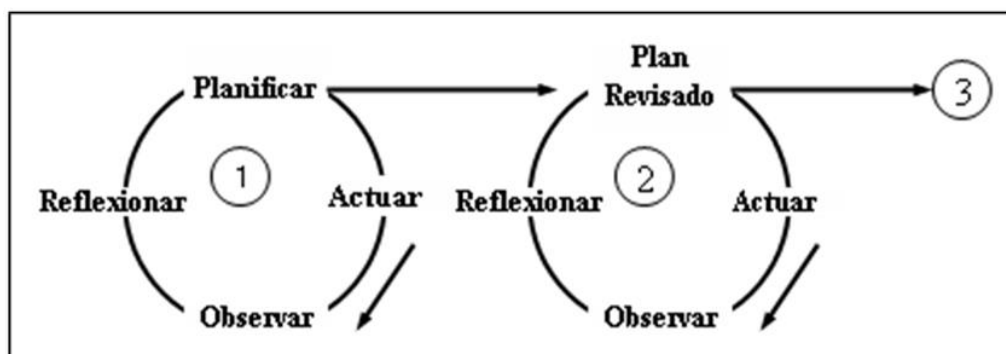 Planificar
Plan
Revisado
3
1
2
Reflexionar
Actuar
Reflexionar
Actuar
Observar
Observar